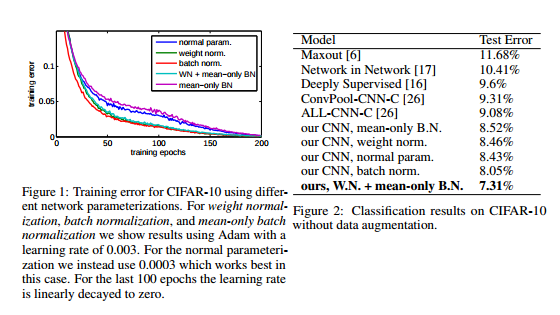 normal param.
weight norm.
batch norm.
WN + mean-only BN
mean-only BN
training error
0.1
0.05
0
0
50
100
150
200
training epochs
Figure 1: Training error for CIFAR-10 using differ-
ent network parameterizations. For weight normal-
ization, batch normalization, and mean-only batch
normalization we show results using Adam with a
learning rate of 0.003. For the normal parameteri-
zation we instead use 0.0003 which works best in
this case. For the last 100 epochs the learning rate
is linearly decayed to zero.
Model Test Error
Maxout [6] 11.68%
Network in Network [17] 10.41%
Deeply Supervised [16] 9.6%
ConvPool-CNN-C [26] 9.31%
ALL-CNN-C [26] 9.08%
our CNN, mean-only B.N. 8.52%
our CNN, weight norm. 8.46%
our CNN, normal param. 8.43%
our CNN, batch norm. 8.05%
ours, W.N. + mean-only B.N. 7.31%
Figure 2: Classification results on CIFAR-10
without data augmentation.